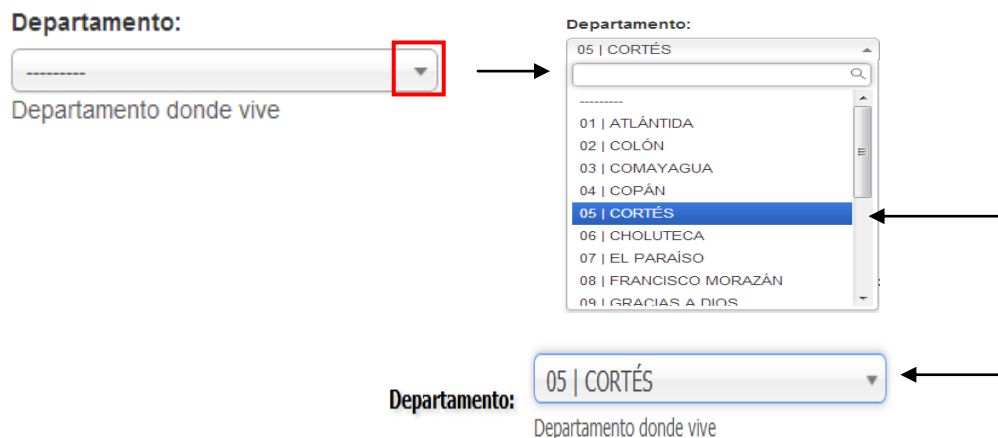 Departamento:
---------
Departamento donde vive
Departamento:
05 | CORTÉS
---------
01 | ATLÁNTIDA
02 | COLÓN
03 | COMAYAGUA
04 | COPÁN
05 | CORTÉS
06 | CHOLUTECA
07 | EL PARAÍSO
08 | FRANCISCO MORAZÁN
09 | GRACIAS A DIOS
Departamento:
05 | CORTÉS
Departamento donde vive